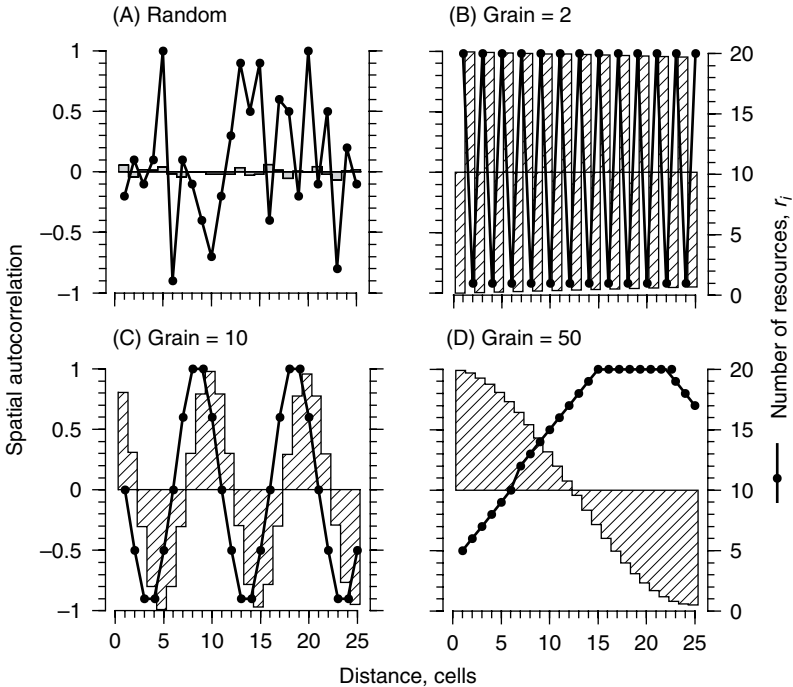 (A) Random
(B) Grain = 2
1
0.5
0
–0.5
–1
20
15
10
5
0
(C) Grain = 10
(D) Grain = 50
1
0.5
0
–0.5
–1
20
15
10
5
0
0 5 10 15 20 25
0 5 10 15 20 25
Distance, cells
Spatial autocorrelation
Number of resources, ri